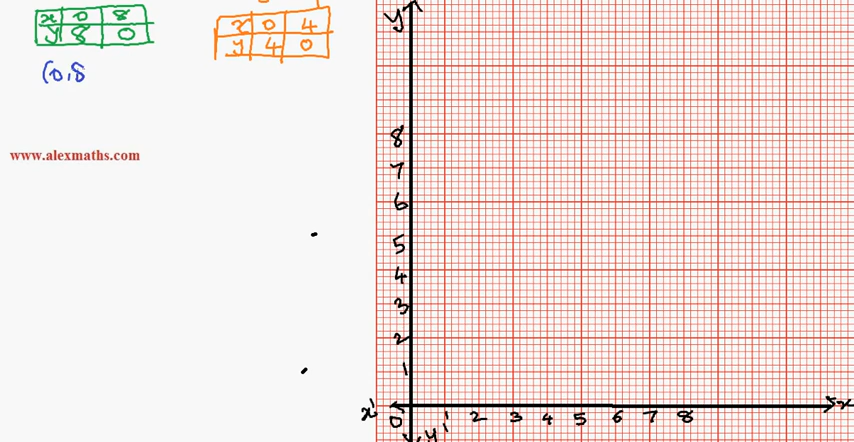 x 0 8
y 8 0
x 0 4
y 4 0
(0,8
www.alexmaths.com
y
8
7
6
5
4
3
2
1
x' 0 1 2 3 4 5 6 7 8 x
y'